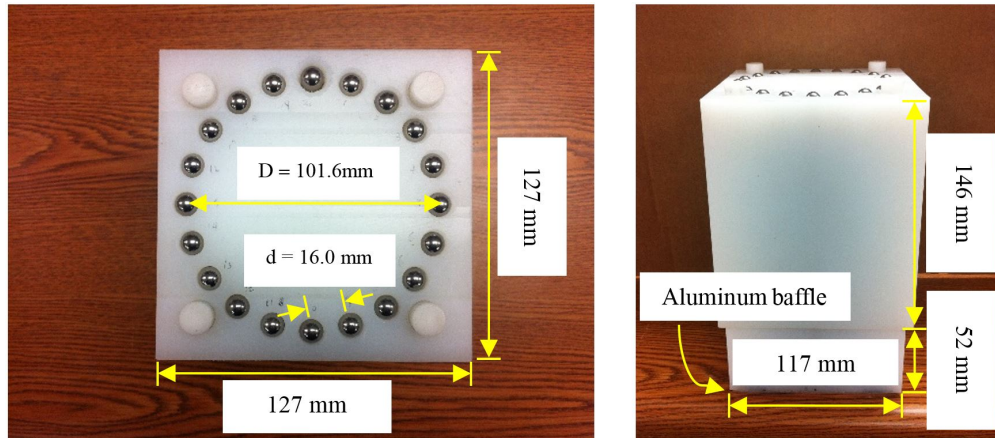 D = 101.6mm
d = 16.0 mm
127 mm
127 mm
146 mm
Aluminum baffle
117 mm
52 mm